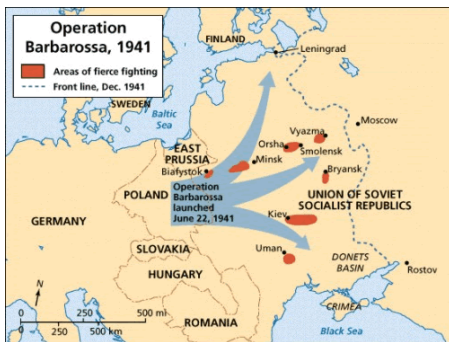 Operation
Barbarossa, 1941
Areas of fierce fighting
Front line, Dec. 1941
FINLAND
Leningrad
SWEDEN
Baltic
Sea
Moscow
Vyazma
Orsha
Smolensk
EAST
PRUSSIA
Minsk
Białystok
Bryansk
Operation
Barbarossa
launched
June 22, 1941
POLAND
UNION OF SOVIET
SOCIALIST REPUBLICS
GERMANY
Kiev
SLOVAKIA
Uman
DONETS
BASIN
Rostov
HUNGARY
CRIMEA
ROMANIA
Black Sea
N
0 250 500 mi
0 250 500 km